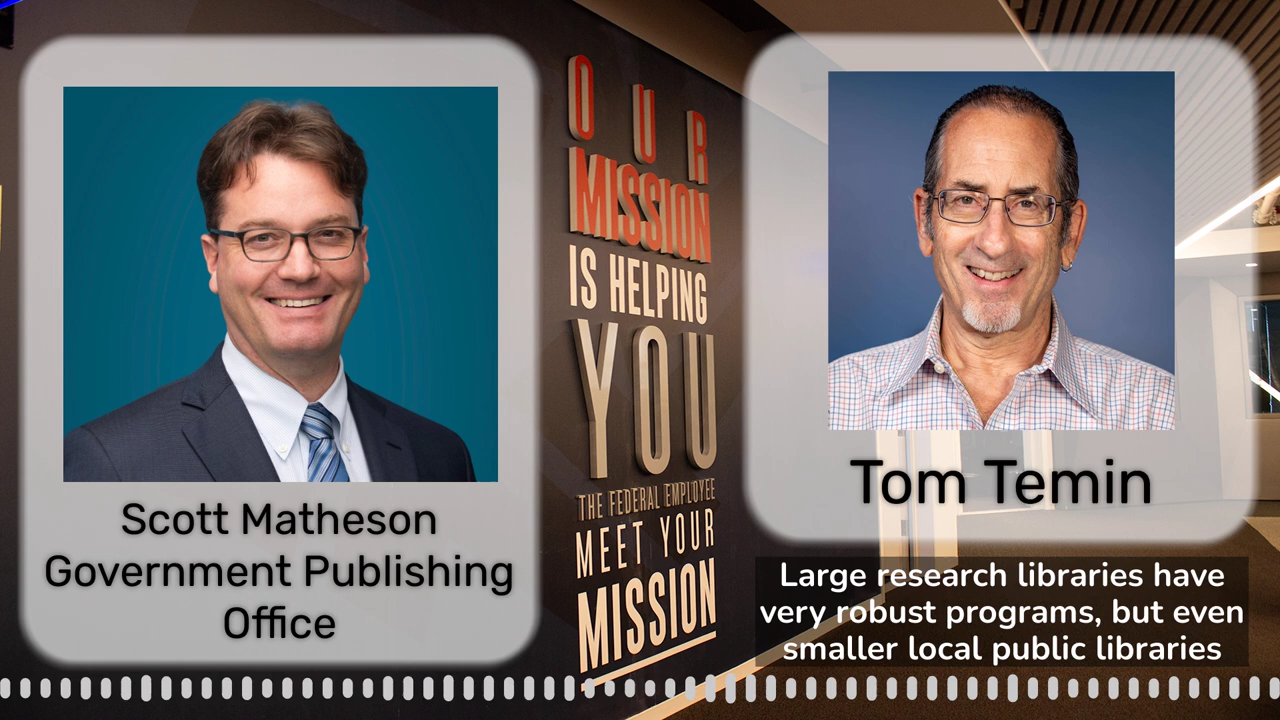 Scott Matheson
Government Publishing
Office
OUR
MISSION
IS HELPING
YOU
THE FEDERAL EMPLOYEE
MEET YOUR
MISSION
Tom Temin
Large research libraries have
very robust programs, but even
smaller local public libraries